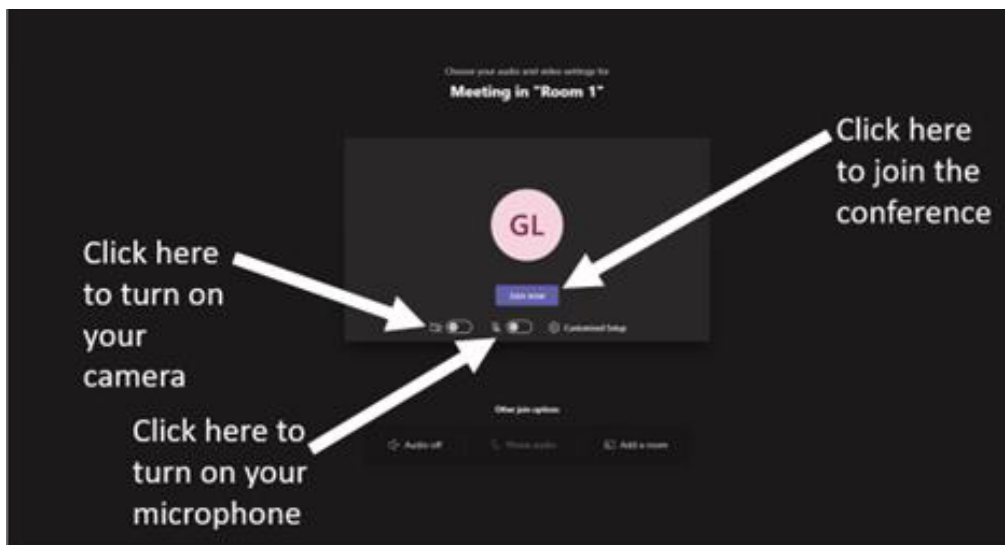 Choose your audio and video settings for
Meeting in "Room 1"
Click here
to join the
conference
GL
Click here
to turn on
your
camera
Join now
Customised Setup
Click here to
turn on your
microphone
Other join options
Audio off
Phone audio
Add a room